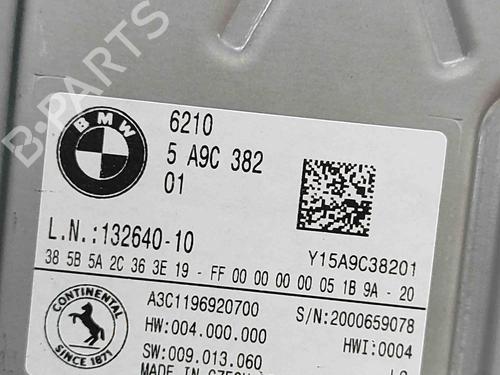 B-PARTS
BMW
6210
5 A9C 382
01
L.N.:132640-10
Y15A9C38201
38 5B 5A 2C 36 3E 19 - FF 00 00 00 00 05 1B 9A - 20
CONTINENTAL
SINCE 1871
A3C1196920700
S/N:2000659078
HW:004.000.000
HWI:0004
SW:009.013.060
MADE IN